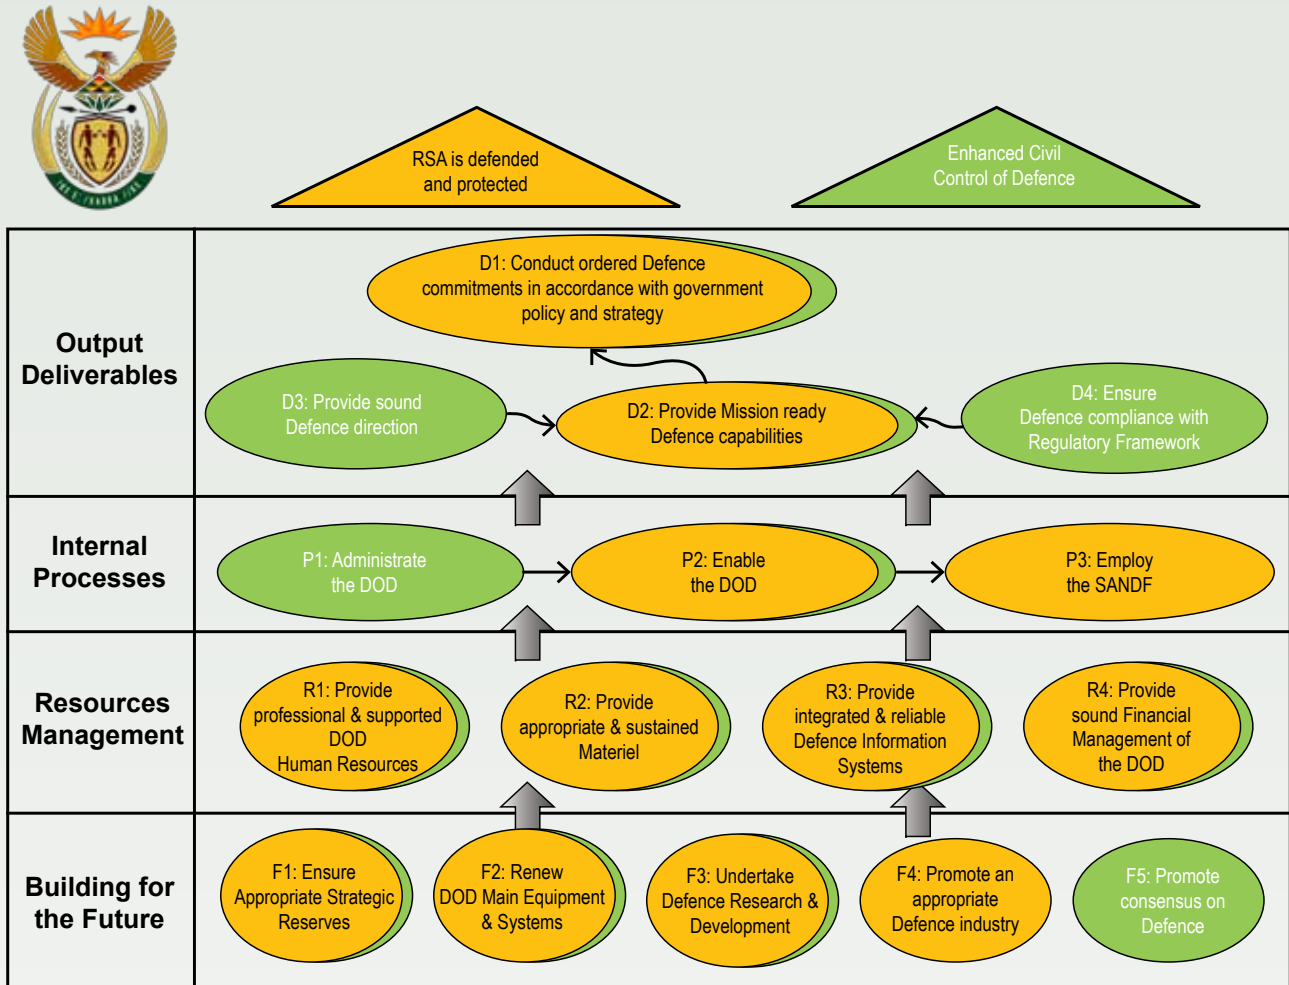 RSA is defended
and protected
Enhanced Civil
Control of Defence
Output
Deliverables
D1: Conduct ordered Defence
commitments in accordance with government
policy and strategy
D3: Provide sound
Defence direction
D2: Provide Mission ready
Defence capabilities
D4: Ensure
Defence compliance with
Regulatory Framework
Internal
Processes
P1: Administrate
the DOD
P2: Enable
the DOD
P3: Employ
the SANDF
Resources
Management
R1: Provide
professional & supported
DOD
Human Resources
R2: Provide
appropriate & sustained
Materiel
R3: Provide
integrated & reliable
Defence Information
Systems
R4: Provide
sound Financial
Management of
the DOD
Building for
the Future
F1: Ensure
Appropriate Strategic
Reserves
F2: Renew
DOD Main Equipment
& Systems
F3: Undertake
Defence Research &
Development
F4: Promote an
appropriate
Defence industry
F5: Promote
consensus on
Defence